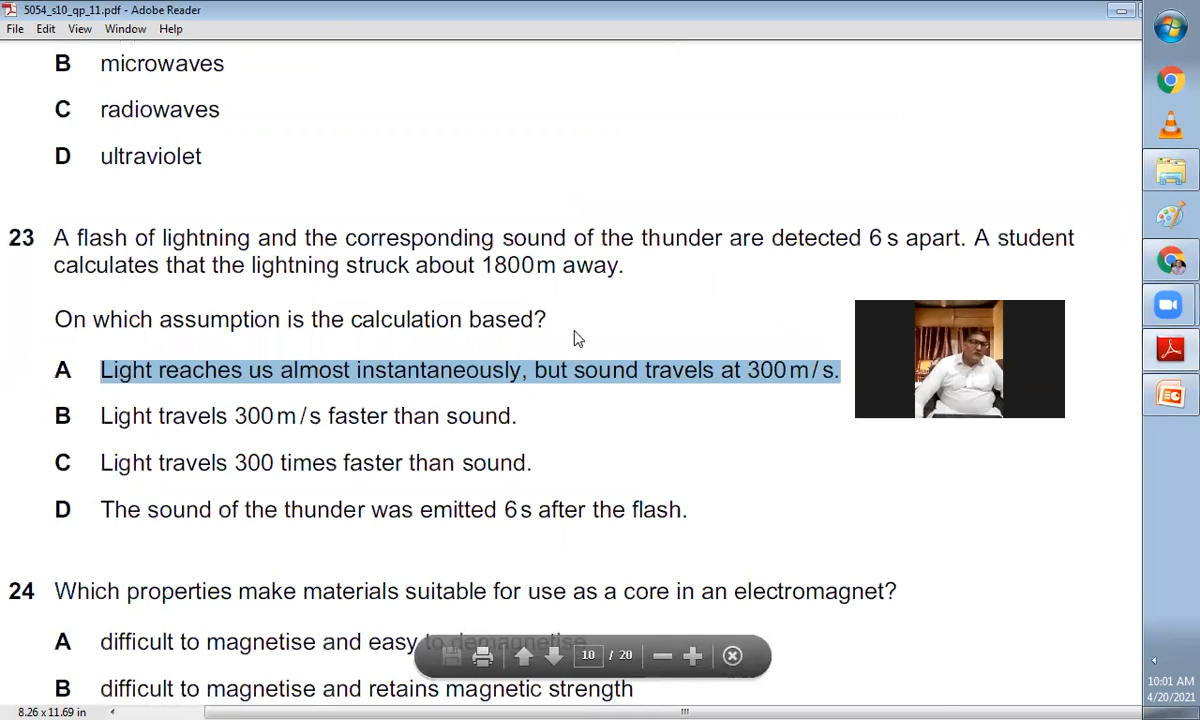 5054_s10_qp_11.pdf - Adobe Reader
File Edit View Window Help
B microwaves
C radiowaves
D ultraviolet
23 A flash of lightning and the corresponding sound of the thunder are detected 6 s apart. A student
calculates that the lightning struck about 1800 m away.
On which assumption is the calculation based?
A Light reaches us almost instantaneously, but sound travels at 300 m / s.
B Light travels 300 m / s faster than sound.
C Light travels 300 times faster than sound.
D The sound of the thunder was emitted 6 s after the flash.
24 Which properties make materials suitable for use as a core in an electromagnet?
A difficult to magnetise and easy to demagnetise
10 / 20
B difficult to magnetise and retains magnetic strength
8.26 x 11.69 in
10:01 AM
4/20/2021